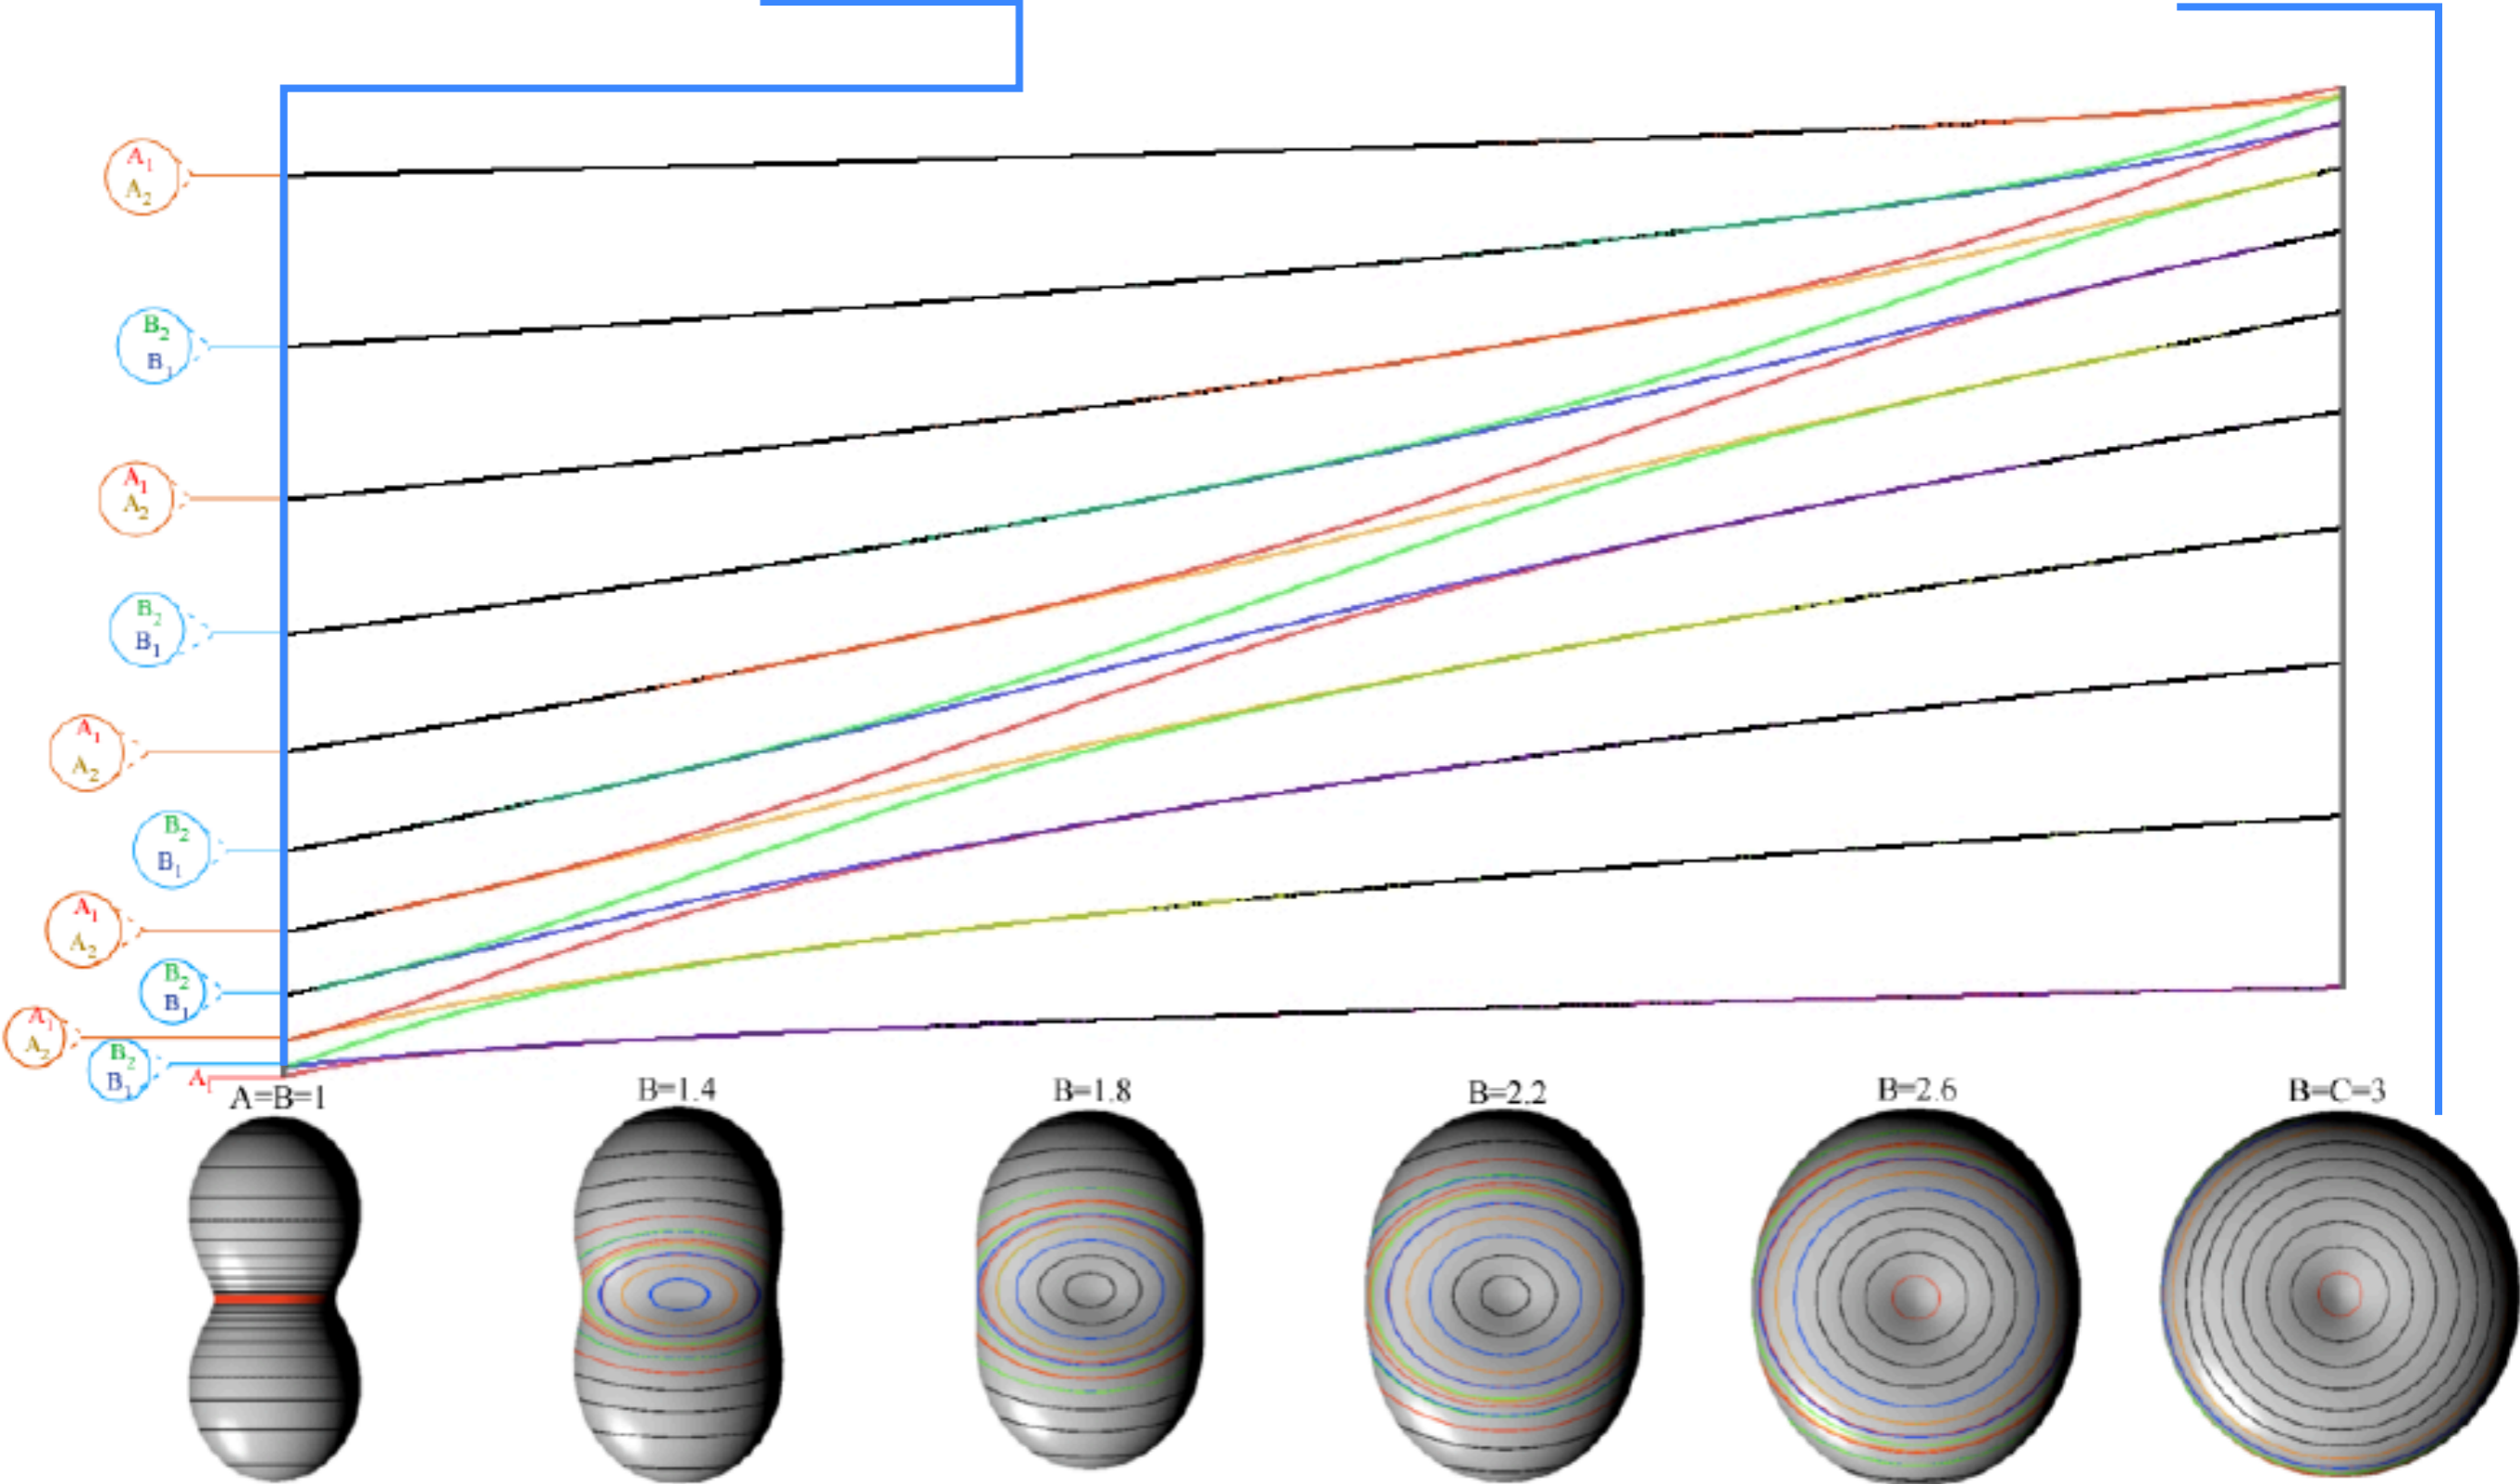 A₁
A₂
B₂
B₁
A₁
A₂
B₂
B₁
A₁
A₂
B₂
B₁
A₁
A₂
B₂
B₁
A₁
A₂
B₂
B₁
A₁
A=B=1
B=1.4
B=1.8
B=2.2
B=2.6
B=C=3